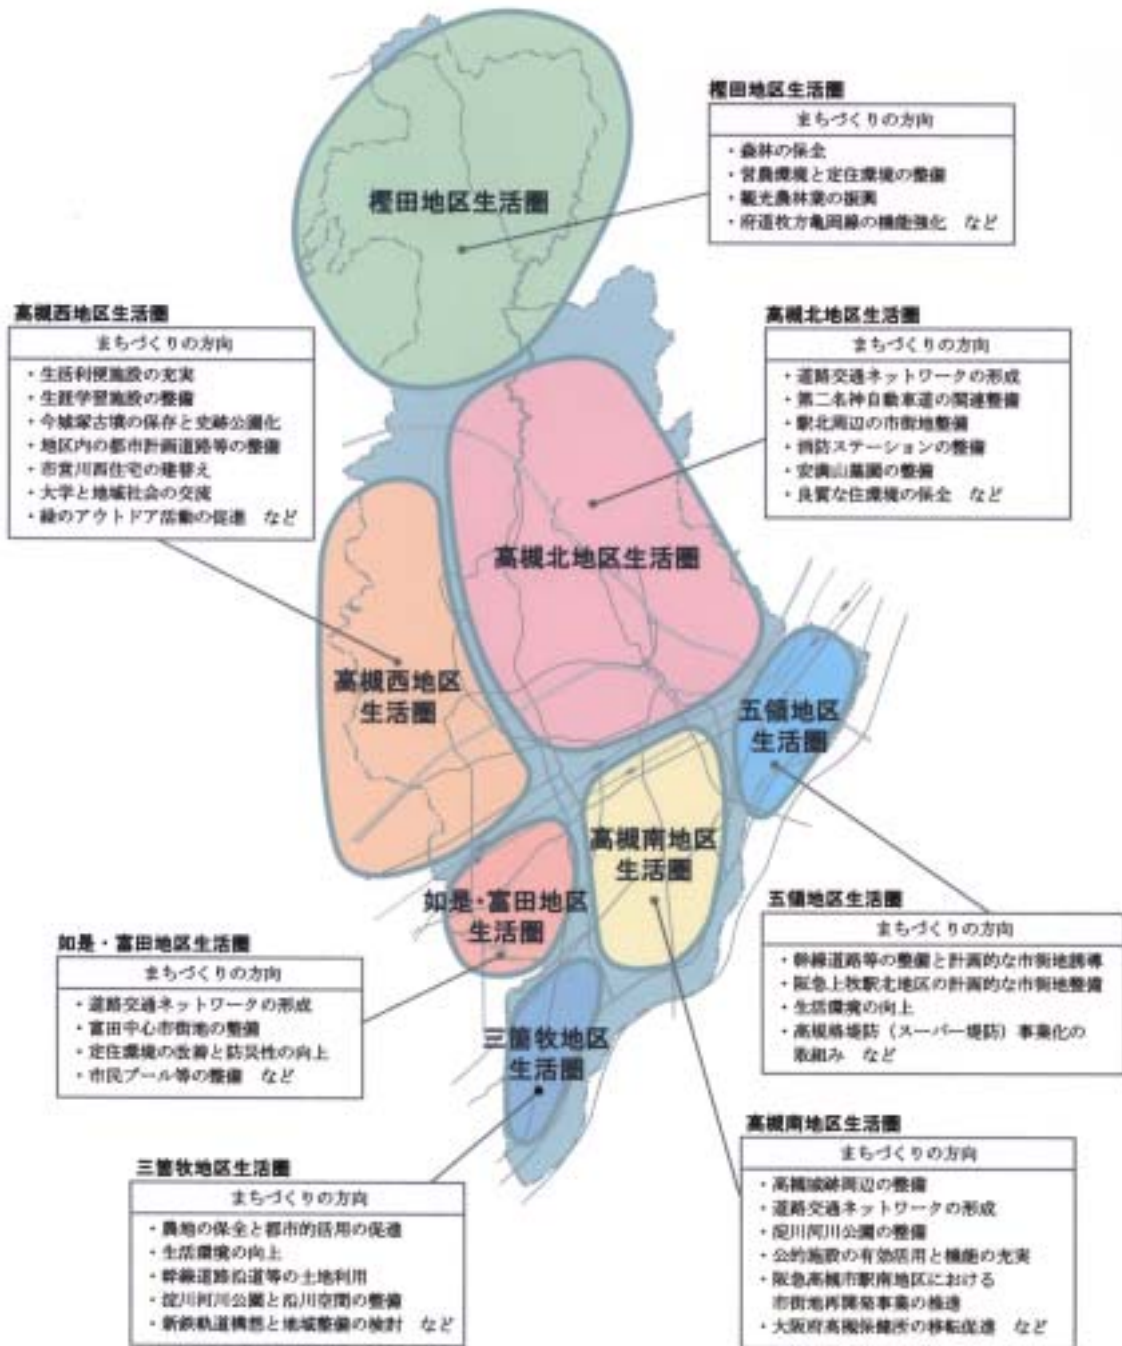 樫田地区生活圏
まちづくりの方向
・森林の保全
・営農環境と定住環境の整備
・観光農林業の振興
・府道枚方亀岡線の機能強化　など
樫田地区生活圏
高槻西地区生活圏
まちづくりの方向
・生活利便施設の充実
・生涯学習施設の整備
・今城塚古墳の保存と史跡公園化
・地区内の都市計画道路等の整備
・市営川西住宅の建替え
・大学と地域社会の交流
・緑のアウトドア活動の促進　など
高槻北地区生活圏
まちづくりの方向
・道路交通ネットワークの形成
・第二名神自動車道の関連整備
・駅北周辺の市街地整備
・消防ステーションの整備
・安満山墓園の整備
・良質な住環境の保全　など
高槻北地区生活圏
高槻西地区
生活圏
五領地区
生活圏
高槻南地区
生活圏
如是・富田地区
生活圏
三箇牧地区
生活圏
五領地区生活圏
まちづくりの方向
・幹線道路等の整備と計画的な市街地誘導
・阪急上牧駅北地区の計画的な市街地整備
・生活環境の向上
・高規格堤防（スーパー堤防）事業化の
取組み　など
如是・富田地区生活圏
まちづくりの方向
・道路交通ネットワークの形成
・富田中心市街地の整備
・定住環境の改善と防災性の向上
・市民プール等の整備　など
高槻南地区生活圏
まちづくりの方向
・高槻城跡周辺の整備
・道路交通ネットワークの形成
・淀川河川公園の整備
・公的施設の有効活用と機能の充実
・阪急高槻市駅南地区における
市街地再開発事業の推進
・大阪府高槻保健所の移転促進　など
三箇牧地区生活圏
まちづくりの方向
・農地の保全と都市的活用の促進
・生活環境の向上
・幹線道路沿道等の土地利用
・淀川河川公園と沿川空間の整備
・新鉄軌道構想と地域整備の検討　など